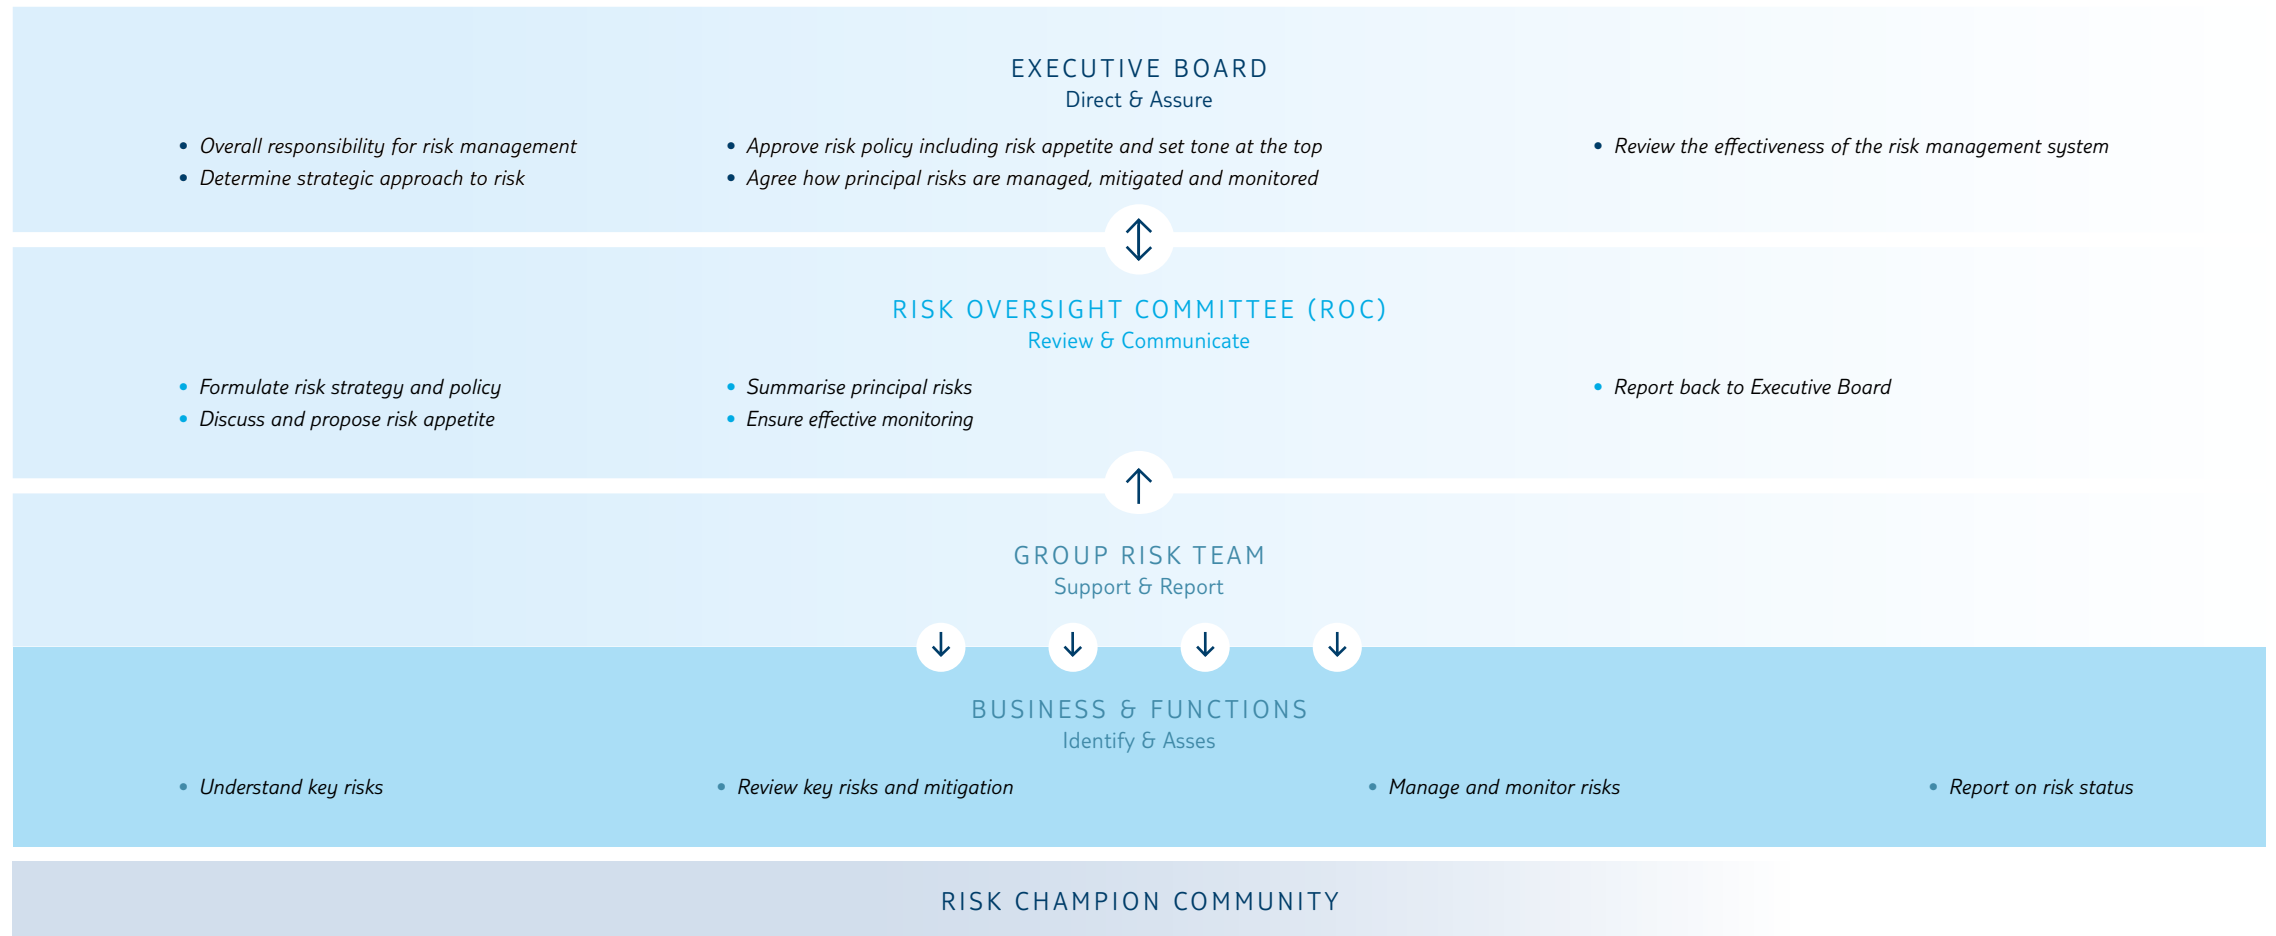 EXECUTIVE BOARD
Direct & Assure
• Overall responsibility for risk management
• Determine strategic approach to risk
• Approve risk policy including risk appetite and set tone at the top
• Agree how principal risks are managed, mitigated and monitored
• Review the effectiveness of the risk management system
RISK OVERSIGHT COMMITTEE (ROC)
Review & Communicate
• Formulate risk strategy and policy
• Discuss and propose risk appetite
• Summarise principal risks
• Ensure effective monitoring
• Report back to Executive Board
GROUP RISK TEAM
Support & Report
BUSINESS & FUNCTIONS
Identify & Asses
• Understand key risks
• Review key risks and mitigation
• Manage and monitor risks
• Report on risk status
RISK CHAMPION COMMUNITY